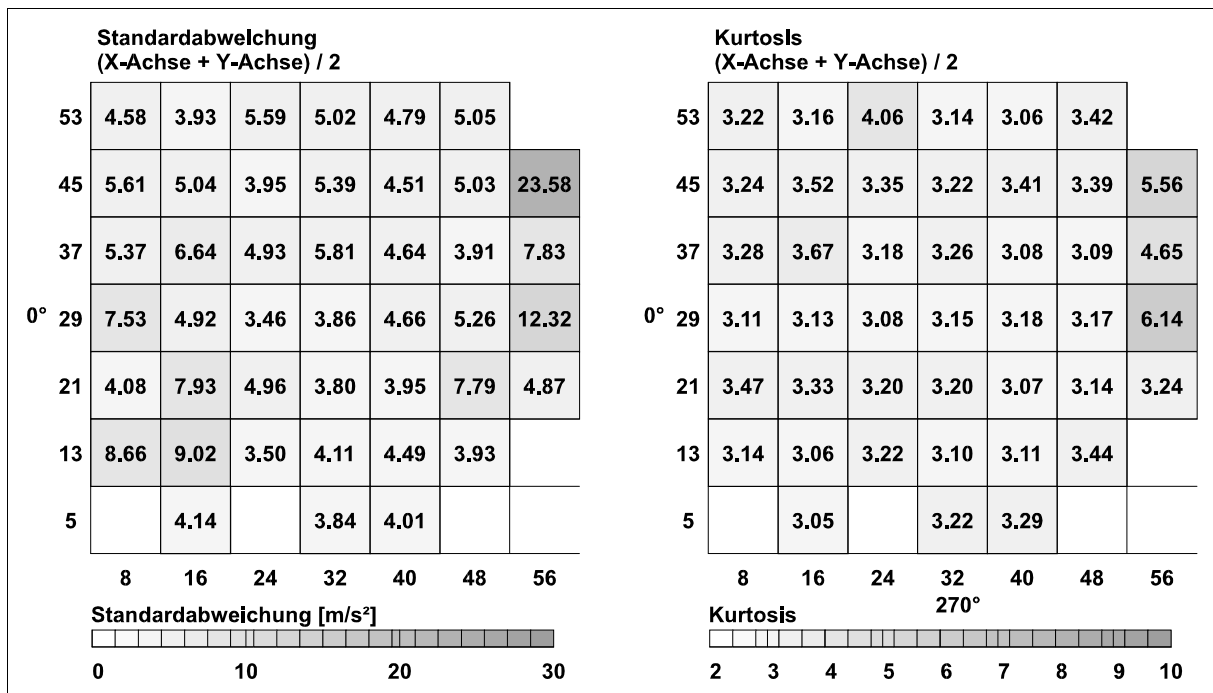 Standardabweichung
(X-Achse + Y-Achse) / 2
53 4.58 3.93 5.59 5.02 4.79 5.05
45 5.61 5.04 3.95 5.39 4.51 5.03 23.58
37 5.37 6.64 4.93 5.81 4.64 3.91 7.83
0° 29 7.53 4.92 3.46 3.86 4.66 5.26 12.32
21 4.08 7.93 4.96 3.80 3.95 7.79 4.87
13 8.66 9.02 3.50 4.11 4.49 3.93
5 4.14 3.84 4.01
8 16 24 32 40 48 56
Standardabweichung [m/s²]
0 10 20 30
Kurtosis
(X-Achse + Y-Achse) / 2
53 3.22 3.16 4.06 3.14 3.06 3.42
45 3.24 3.52 3.35 3.22 3.41 3.39 5.56
37 3.28 3.67 3.18 3.26 3.08 3.09 4.65
0° 29 3.11 3.13 3.08 3.15 3.18 3.17 6.14
21 3.47 3.33 3.20 3.20 3.07 3.14 3.24
13 3.14 3.06 3.22 3.10 3.11 3.44
5 3.05 3.22 3.29
8 16 24 32 40 48 56
270°
Kurtosis
2 3 4 5 6 7 8 9 10